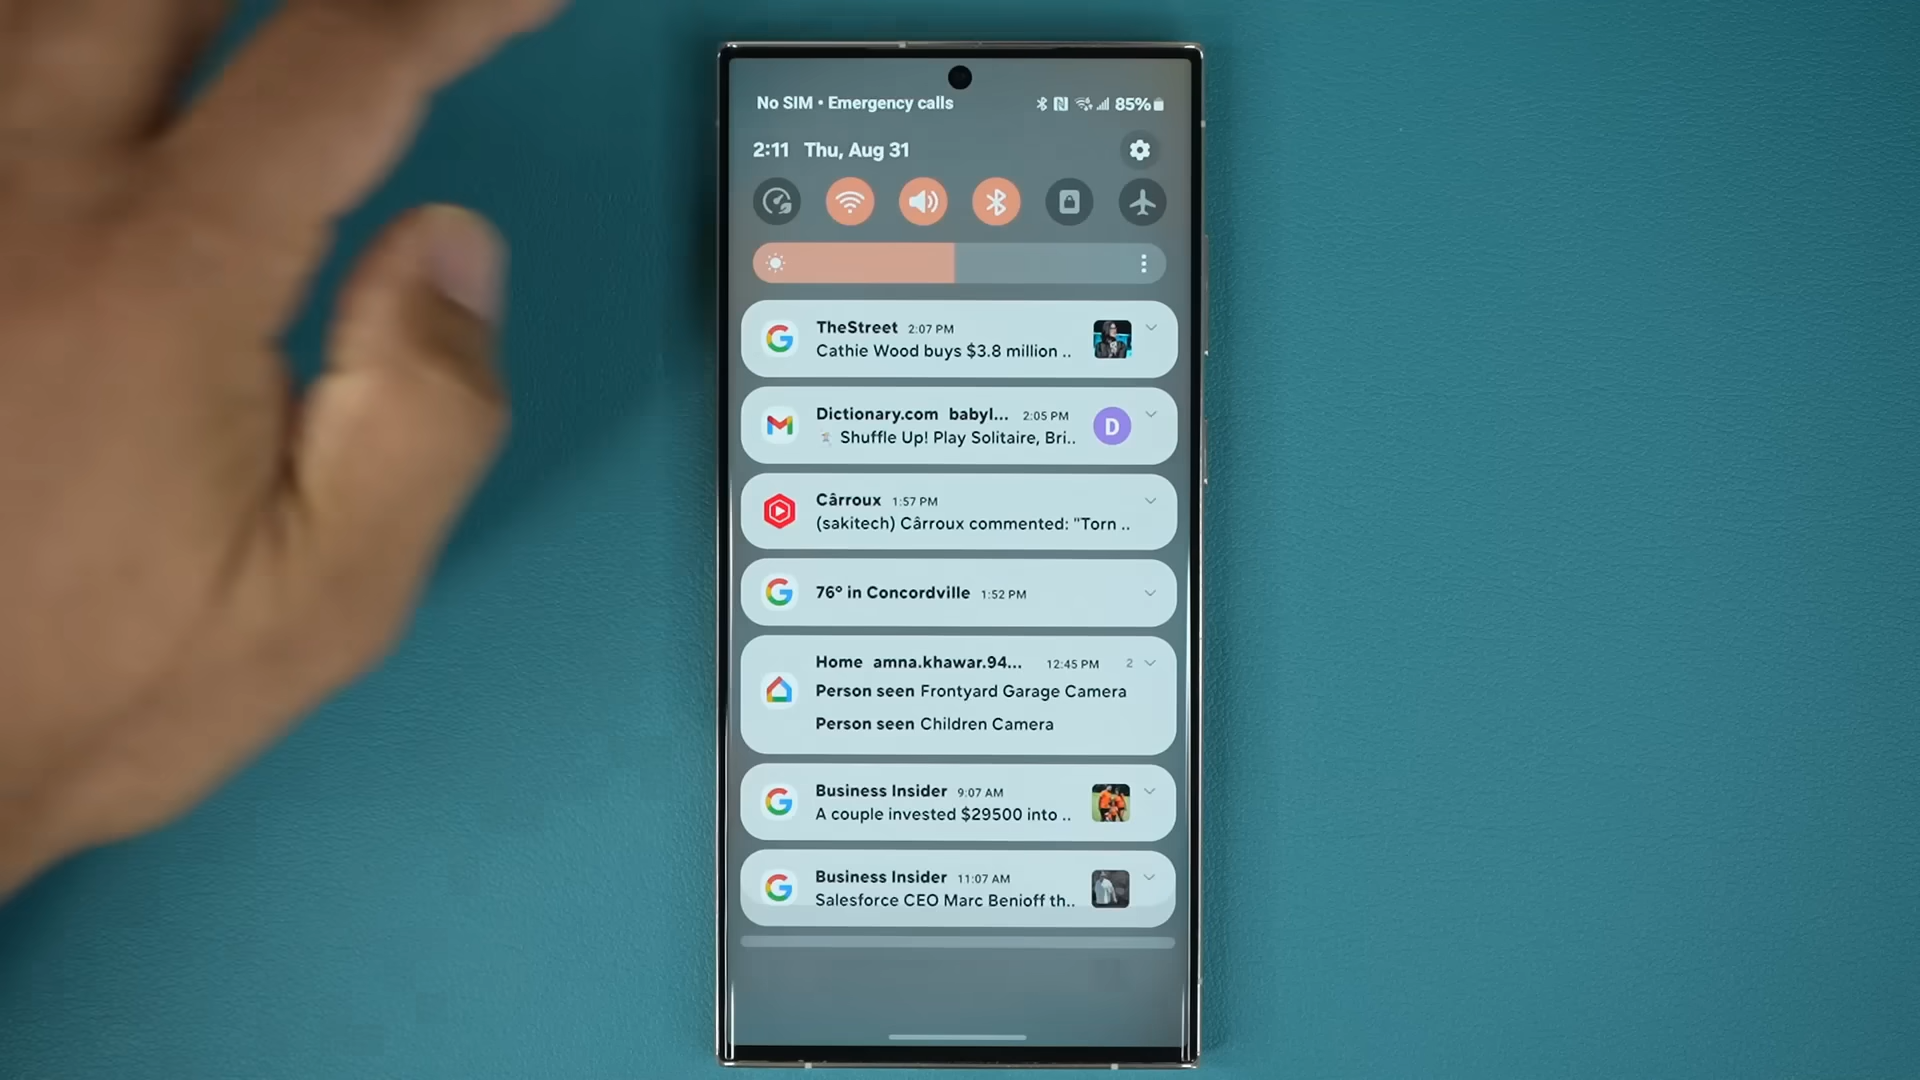 No SIM • Emergency calls
85%
2:11 Thu, Aug 31
TheStreet 2:07 PM
Cathie Wood buys $3.8 million ..
Dictionary.com babyl... 2:05 PM
Shuffle Up! Play Solitaire, Bri..
D
Cârroux 1:57 PM
(sakitech) Cârroux commented: "Torn ..
76° in Concordville 1:52 PM
Home amna.khawar.94... 12:45 PM 2
Person seen Frontyard Garage Camera
Person seen Children Camera
Business Insider 9:07 AM
A couple invested $29500 into ..
Business Insider 11:07 AM
Salesforce CEO Marc Benioff th..